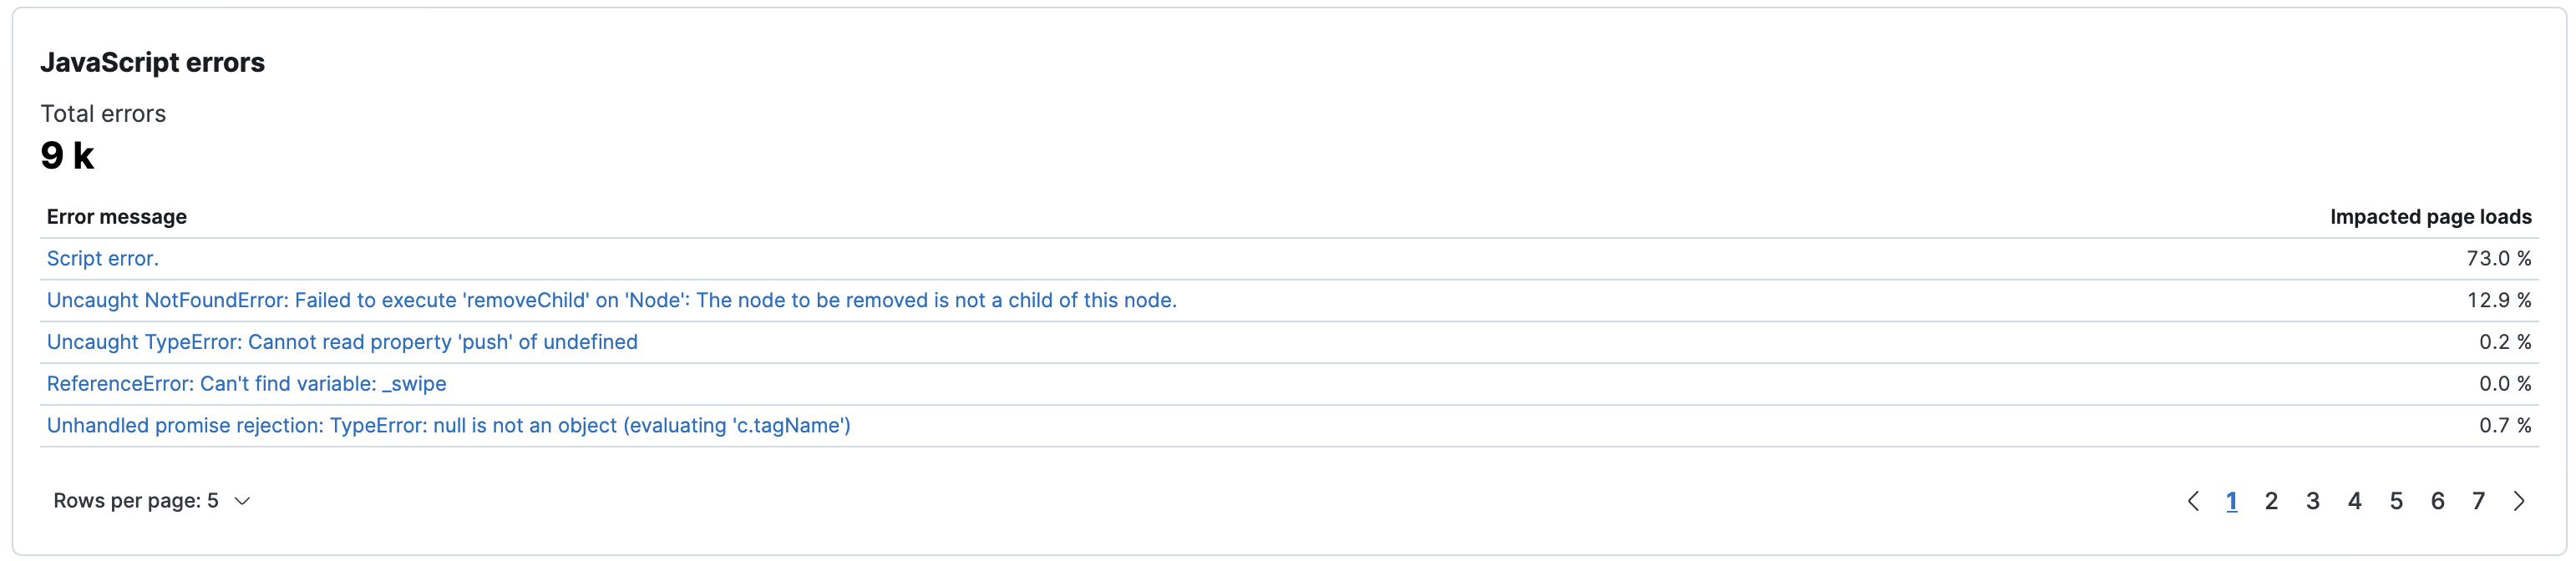 JavaScript errors
Total errors
9 k
Error message Impacted page loads
Script error. 73.0 %
Uncaught NotFoundError: Failed to execute 'removeChild' on 'Node': The node to be removed is not a child of this node. 12.9 %
Uncaught TypeError: Cannot read property 'push' of undefined 0.2 %
ReferenceError: Can't find variable: _swipe 0.0 %
Unhandled promise rejection: TypeError: null is not an object (evaluating 'c.tagName') 0.7 %
Rows per page: 5 1 2 3 4 5 6 7